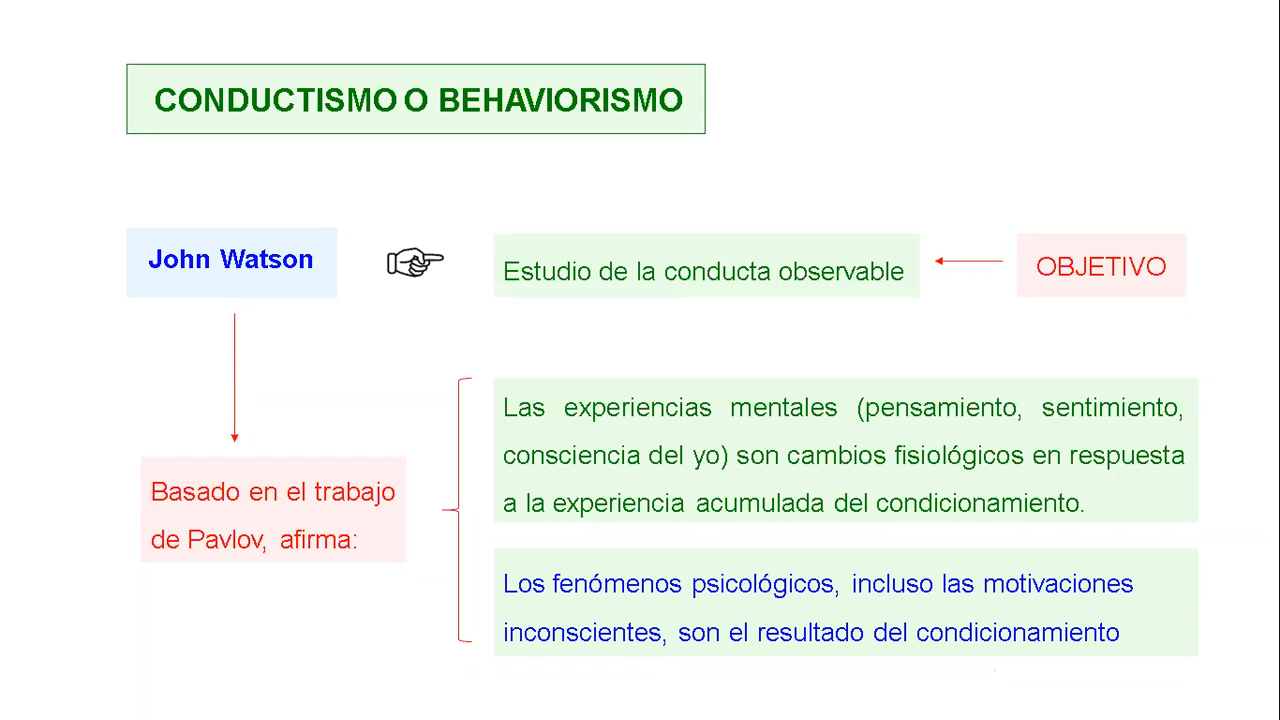 CONDUCTISMO O BEHAVIORISMO
John Watson
Estudio de la conducta observable
OBJETIVO
Basado en el trabajo
de Pavlov, afirma:
Las experiencias mentales (pensamiento, sentimiento,
consciencia del yo) son cambios fisiológicos en respuesta
a la experiencia acumulada del condicionamiento.
Los fenómenos psicológicos, incluso las motivaciones
inconscientes, son el resultado del condicionamiento